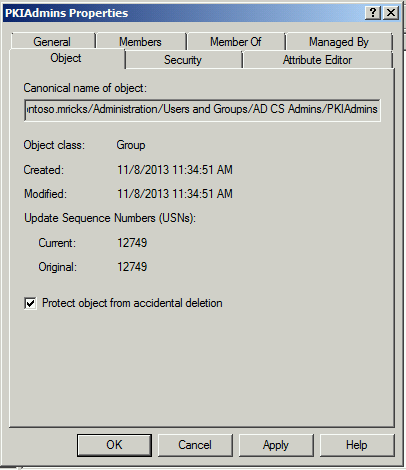 PKIAdmins Properties
General Members Member Of Managed By
Object Security Attribute Editor
Canonical name of object:
ntoso.mricks/Administration/Users and Groups/AD CS Admins/PKIAdmins
Object class: Group
Created: 11/8/2013 11:34:51 AM
Modified: 11/8/2013 11:34:51 AM
Update Sequence Numbers (USNs):
Current: 12749
Original: 12749
Protect object from accidental deletion
OK Cancel Apply Help